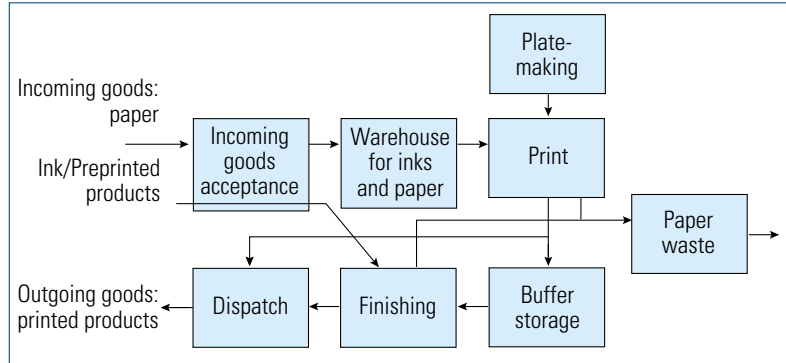 Plate-
making
Incoming goods:
paper
Incoming
goods
acceptance
Warehouse
for inks
and paper
Print
Ink/Preprinted
products
Paper
waste
Outgoing goods:
printed products
Dispatch
Finishing
Buffer
storage